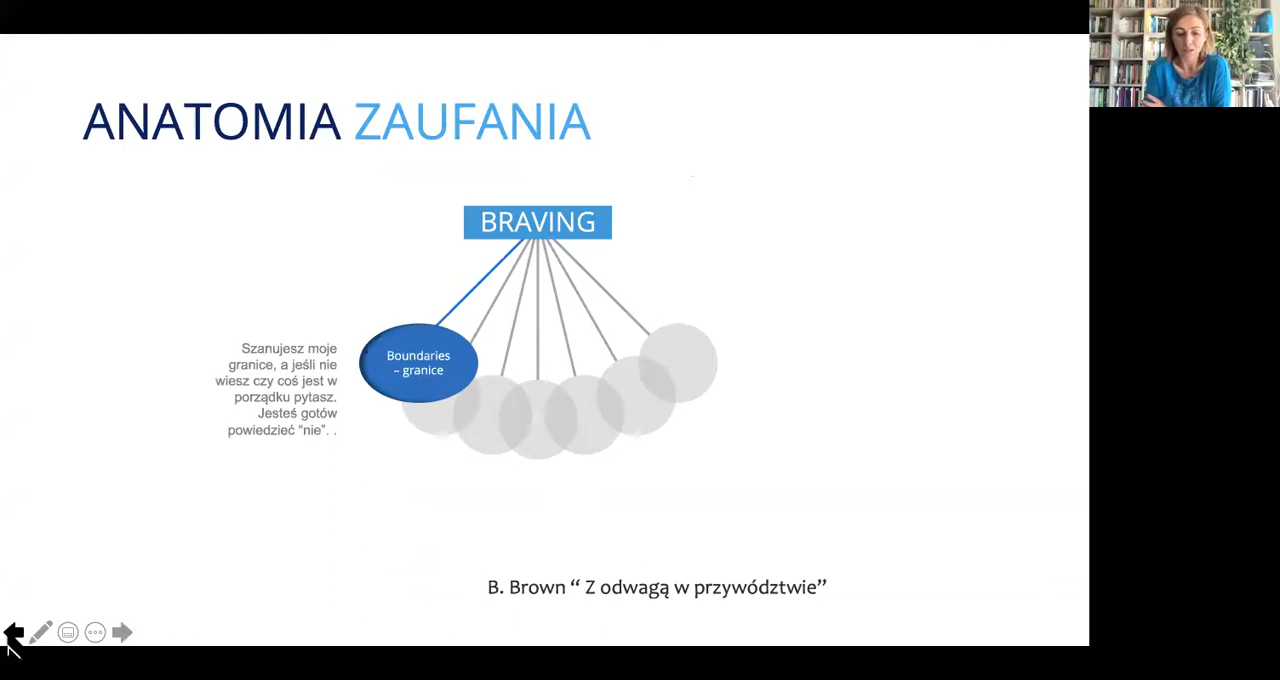 ANATOMIA ZAUFANIA
BRAVING
Boundaries
– granice
Szanujesz moje
granice, a jeśli nie
wiesz czy coś jest w
porządku pytasz.
Jesteś gotów
powiedzieć “nie”. .
B. Brown “ Z odwagą w przywództwie”